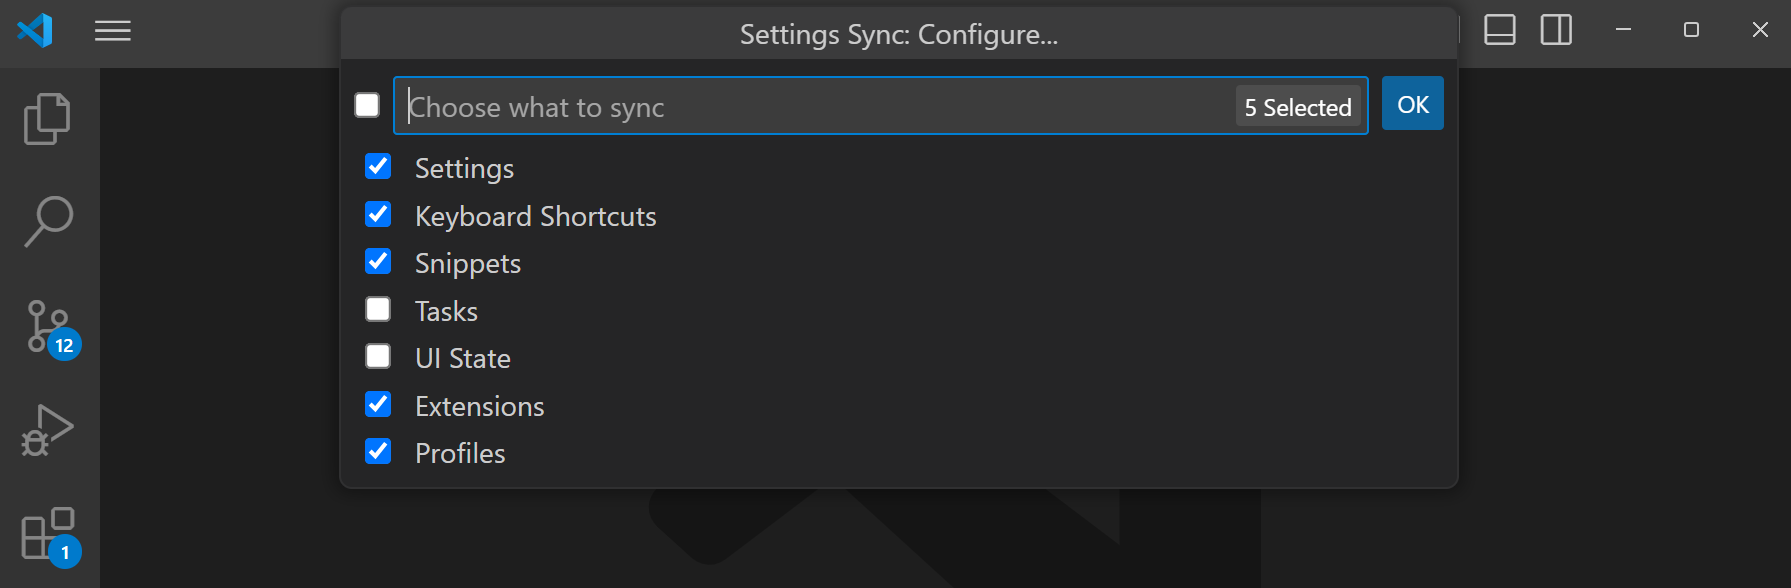 Settings Sync: Configure...
Choose what to sync
5 Selected
OK
Settings
Keyboard Shortcuts
Snippets
Tasks
UI State
Extensions
Profiles
12
1